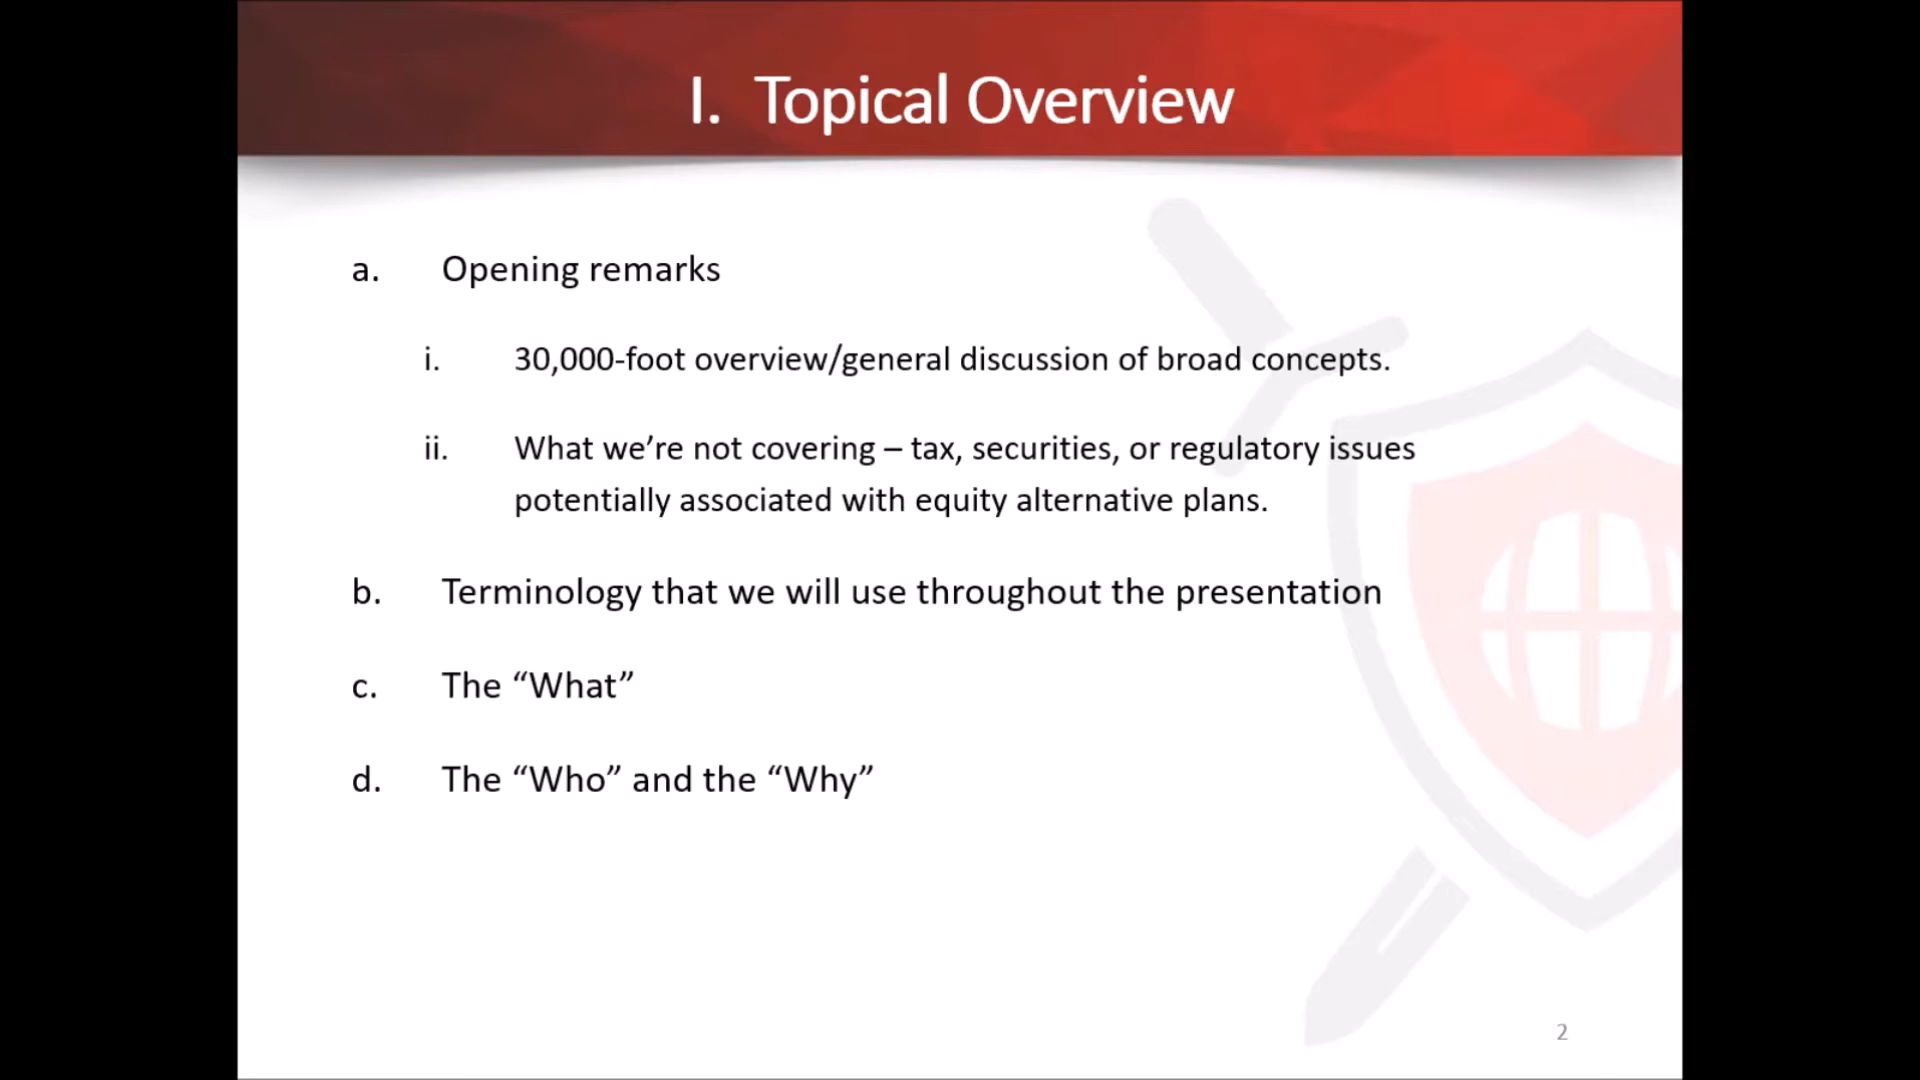 I. Topical Overview
a. Opening remarks
i. 30,000-foot overview/general discussion of broad concepts.
ii. What we’re not covering – tax, securities, or regulatory issues
potentially associated with equity alternative plans.
b. Terminology that we will use throughout the presentation
c. The “What”
d. The “Who” and the “Why”
2